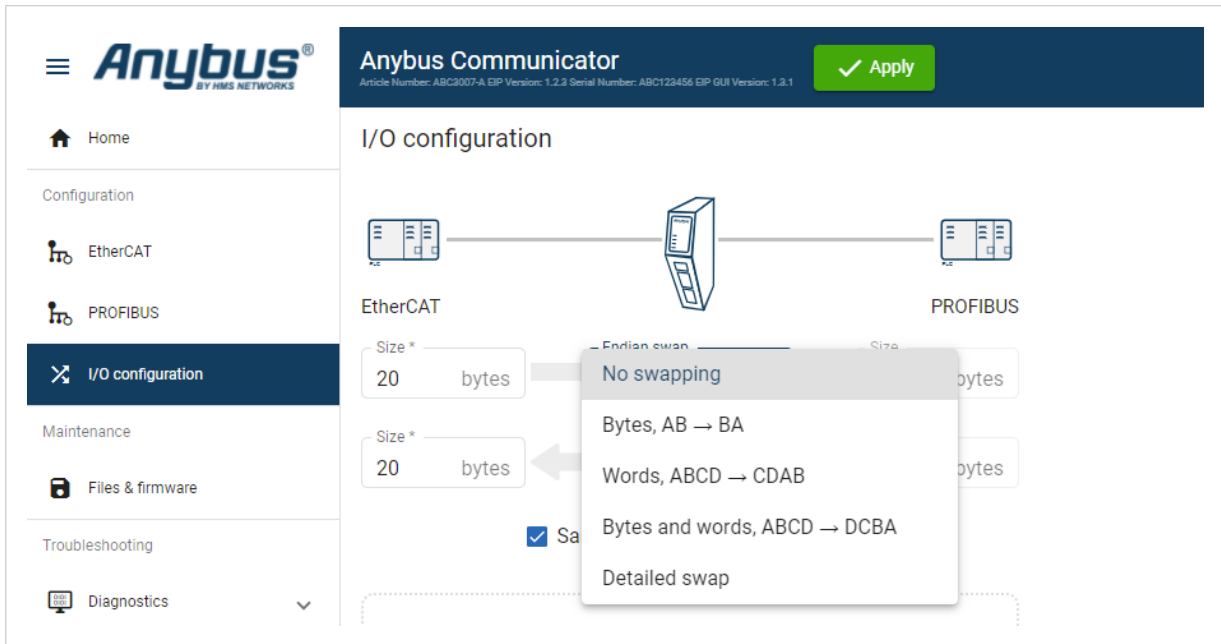 Anybus®
BY HMS NETWORKS
Anybus Communicator
Article Number: ABC3007-A EIP Version: 1.2.3 Serial Number: ABC123456 EIP GUI Version: 1.3.1
Apply
Home
Configuration
EtherCAT
PROFIBUS
I/O configuration
Maintenance
Files & firmware
Troubleshooting
Diagnostics
I/O configuration
PLC
PLC
EtherCAT
PROFIBUS
Size *
20 bytes
Endian swap
Size
bytes
No swapping
Bytes, AB → BA
Words, ABCD → CDAB
Bytes and words, ABCD → DCBA
Detailed swap
Size *
20 bytes
bytes
Sa